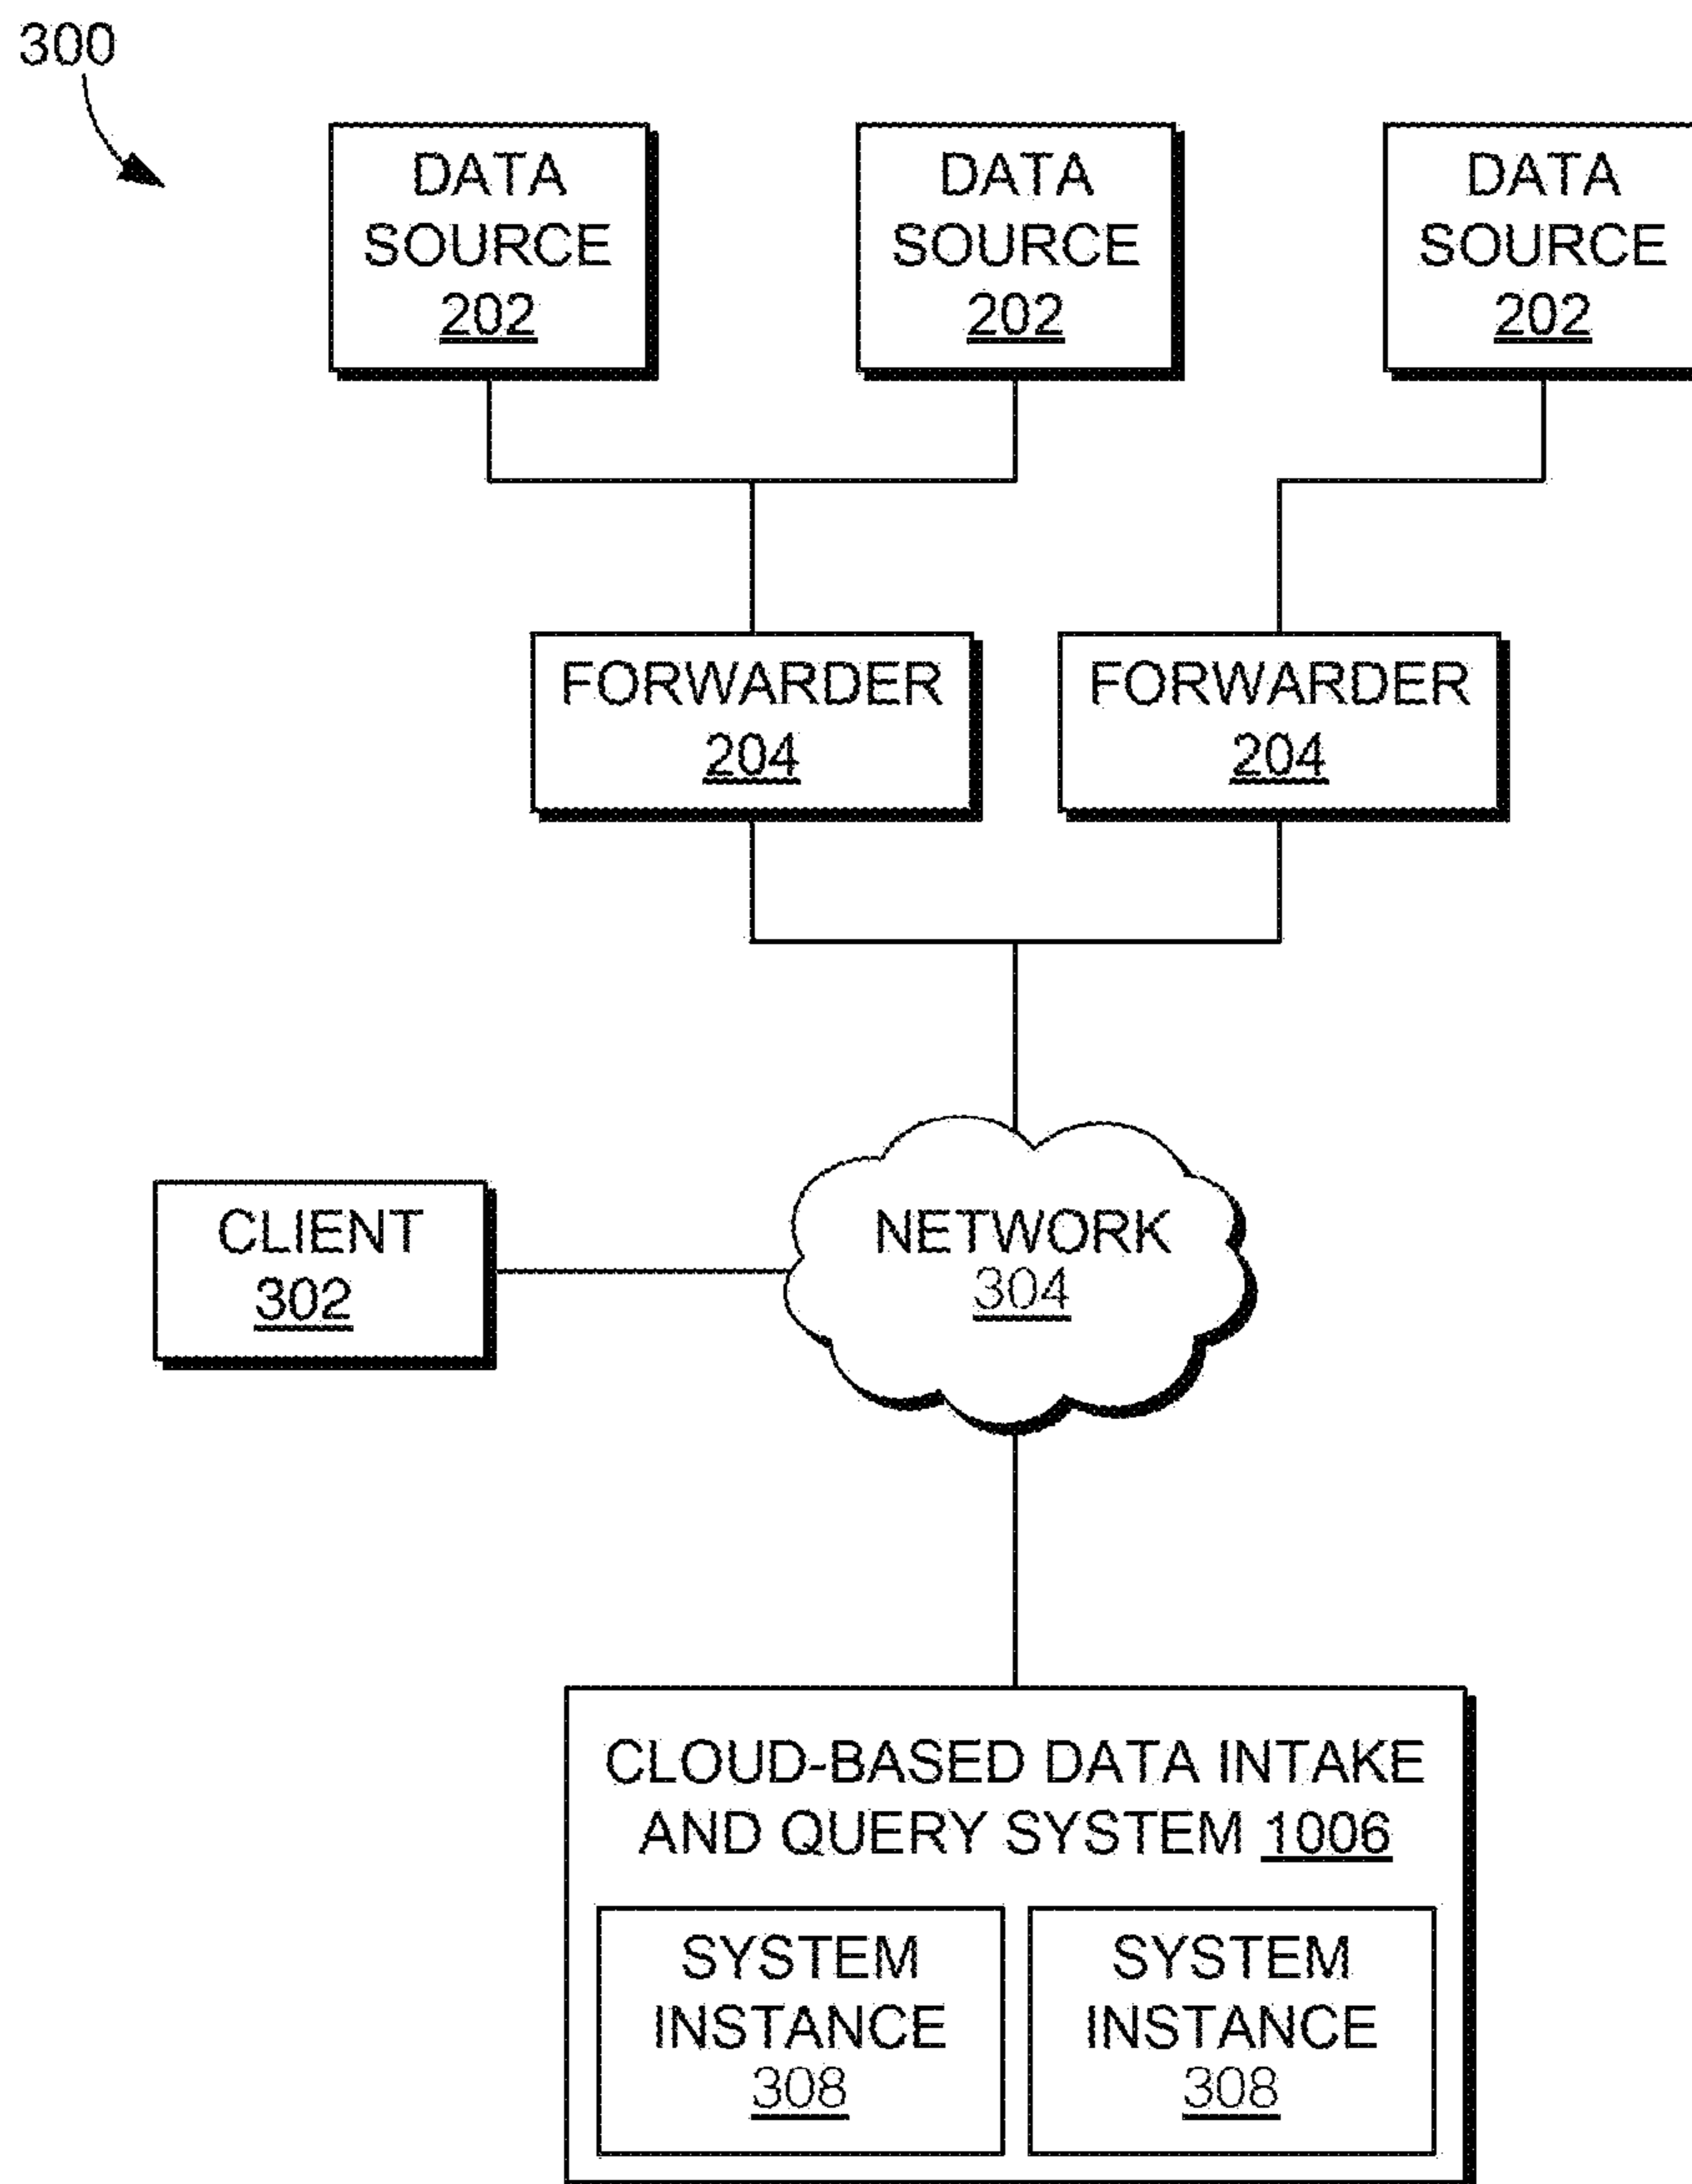 300
DATA
SOURCE
202
DATA
SOURCE
202
DATA
SOURCE
202
FORWARDER
204
FORWARDER
204
CLIENT
302
NETWORK
304
CLOUD-BASED DATA INTAKE
AND QUERY SYSTEM 1006
SYSTEM
INSTANCE
308
SYSTEM
INSTANCE
308